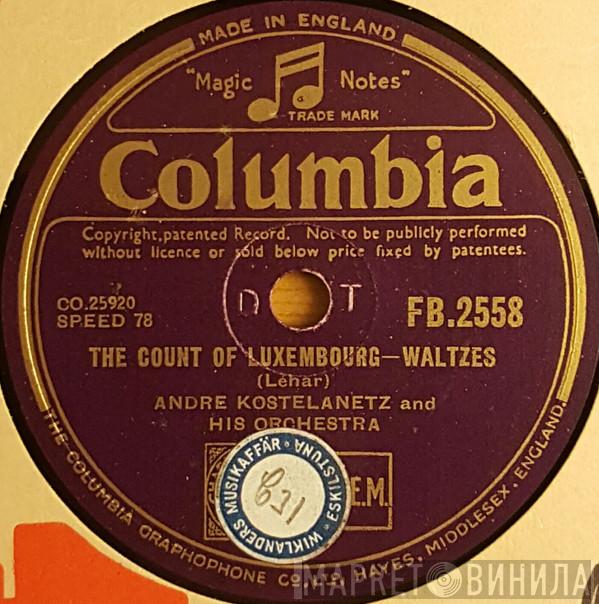 MADE IN ENGLAND
"Magic Notes"
TRADE MARK
Columbia
Copyright, patented Record. Not to be publicly performed
without licence or sold below price fixed by patentees.
D T
CO.25920
SPEED 78
FB.2558
THE COUNT OF LUXEMBOURG—WALTZES
(Lehár)
ANDRE KOSTELANETZ and
HIS ORCHESTRA
WIKLANDERS MUSIKAFFÄR · ESKILSTUNA
E.M.
THE COLUMBIA GRAPHOPHONE CO. LTD. HAYES, MIDDLESEX, ENGLAND.
МАРКЕТ ВИНИЛА